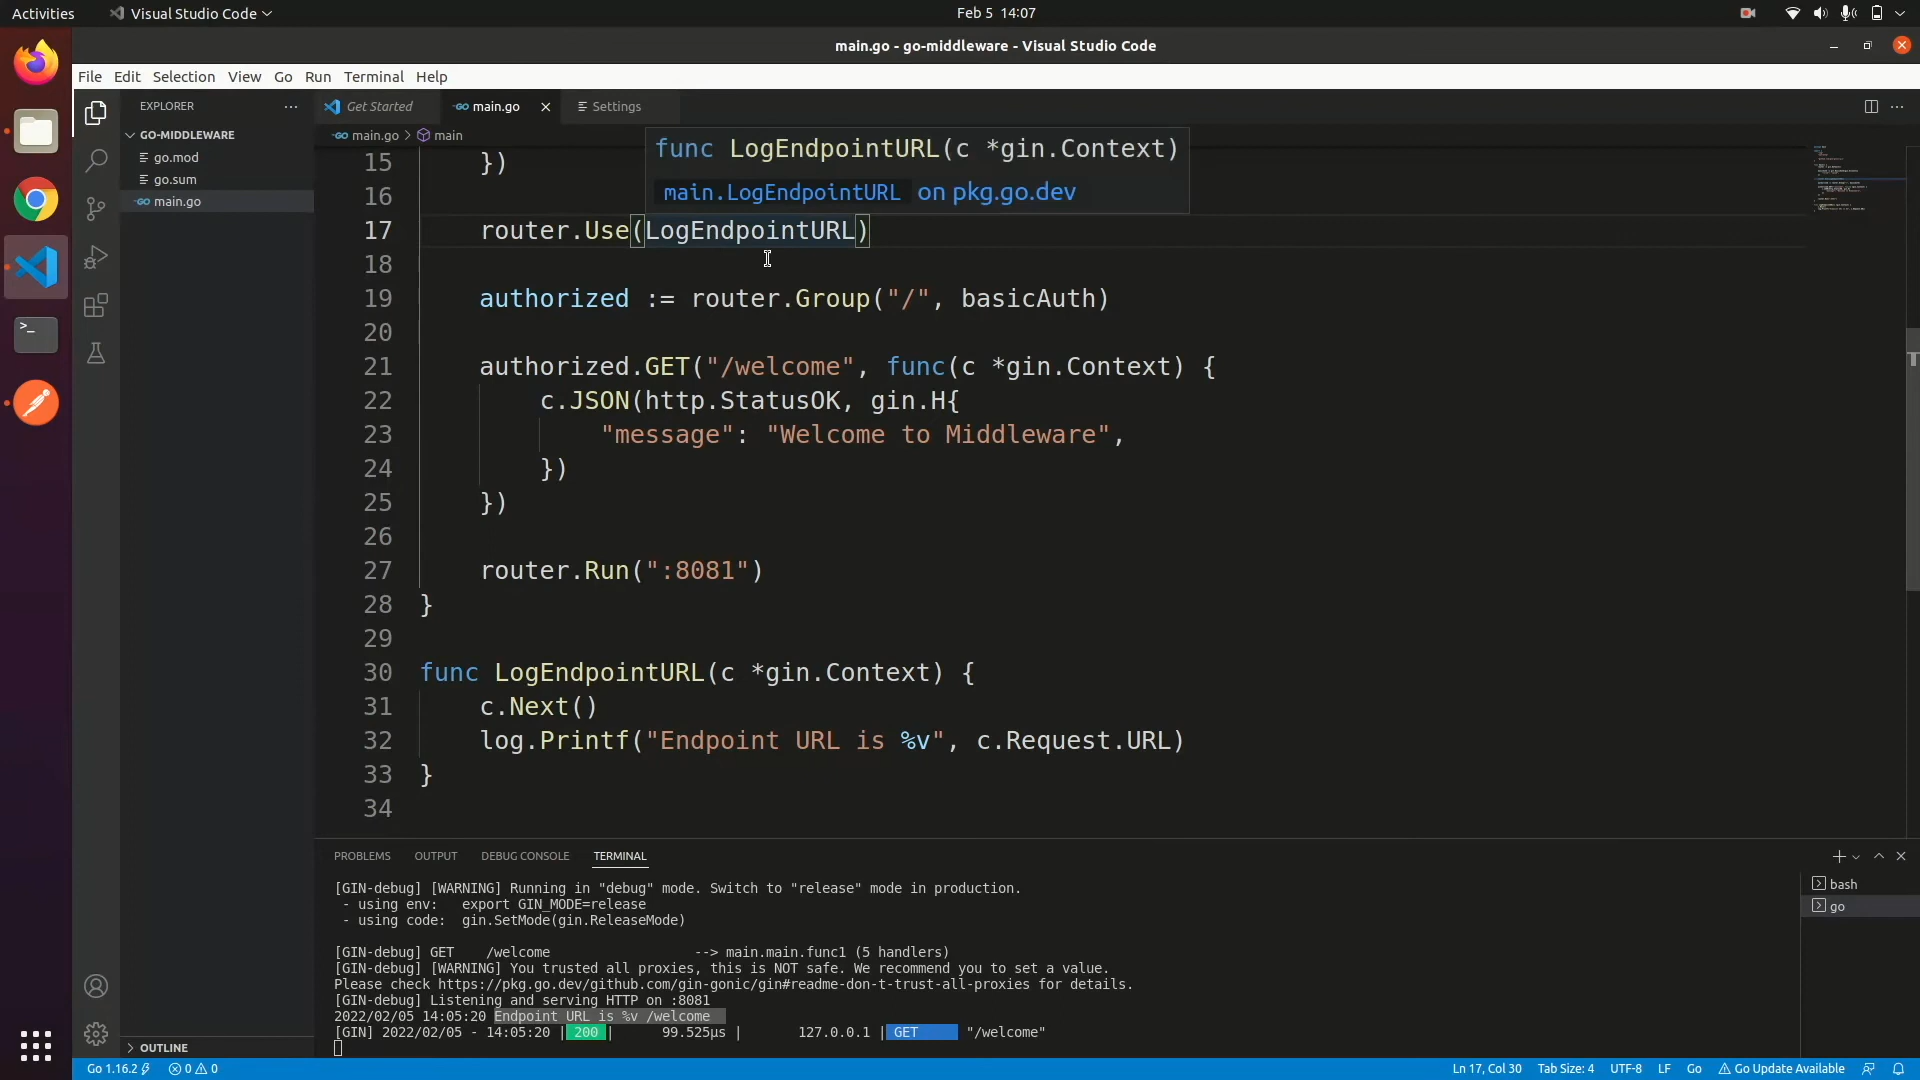 Activities
Visual Studio Code
Feb 5 14:07
main.go - go-middleware - Visual Studio Code
File Edit Selection View Go Run Terminal Help
EXPLORER
GO-MIDDLEWARE
go.mod
go.sum
main.go
OUTLINE
Get Started
main.go
Settings
main.go > main
func LogEndpointURL(c *gin.Context)
main.LogEndpointURL on pkg.go.dev
15 })
16
17 router.Use(LogEndpointURL)
18
19 authorized := router.Group("/", basicAuth)
20
21 authorized.GET("/welcome", func(c *gin.Context) {
22 c.JSON(http.StatusOK, gin.H{
23 "message": "Welcome to Middleware",
24 })
25 })
26
27 router.Run(":8081")
28 }
29
30 func LogEndpointURL(c *gin.Context) {
31 c.Next()
32 log.Printf("Endpoint URL is %v", c.Request.URL)
33 }
34
PROBLEMS OUTPUT DEBUG CONSOLE TERMINAL
[GIN-debug] [WARNING] Running in "debug" mode. Switch to "release" mode in production.
- using env: export GIN_MODE=release
- using code: gin.SetMode(gin.ReleaseMode)
[GIN-debug] GET /welcome --> main.main.func1 (5 handlers)
[GIN-debug] [WARNING] You trusted all proxies, this is NOT safe. We recommend you to set a value.
Please check https://pkg.go.dev/github.com/gin-gonic/gin#readme-don-t-trust-all-proxies for details.
[GIN-debug] Listening and serving HTTP on :8081
2022/02/05 14:05:20 Endpoint URL is %v /welcome
[GIN] 2022/02/05 - 14:05:20 | 200 | 99.525µs | 127.0.0.1 | GET "/welcome"
bash
go
Go 1.16.2
0 0
Ln 17, Col 30 Tab Size: 4 UTF-8 LF Go Go Update Available